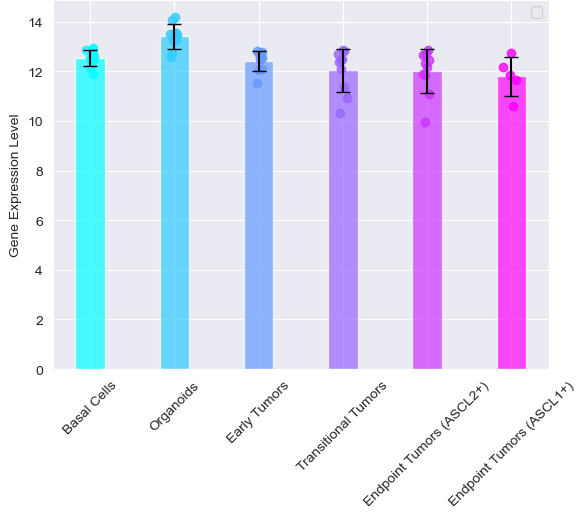 14
12
10
8
6
4
2
0
Gene Expression Level
Basal Cells
Organoids
Early Tumors
Transitional Tumors
Endpoint Tumors (ASCL2+)
Endpoint Tumors (ASCL1+)